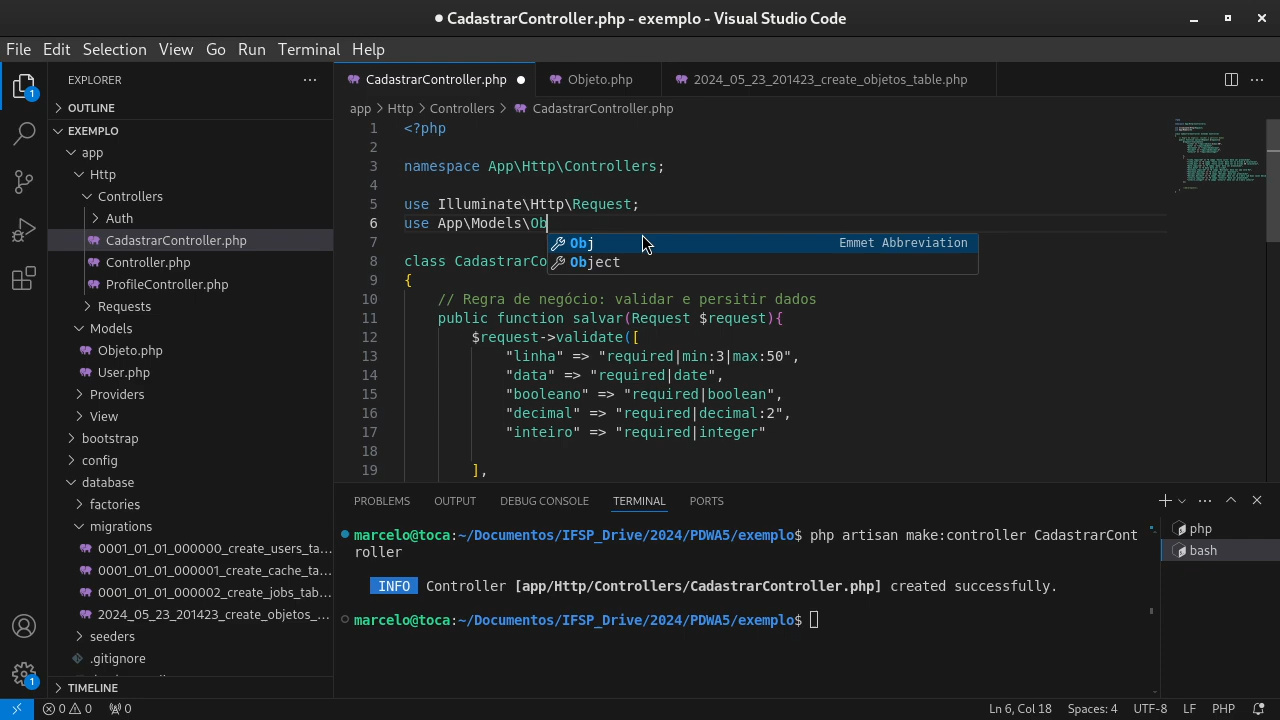 ● CadastrarController.php - exemplo - Visual Studio Code
File Edit Selection View Go Run Terminal Help
EXPLORER
OUTLINE
EXEMPLO
app
Http
Controllers
Auth
CadastrarController.php
Controller.php
ProfileController.php
Requests
Models
Objeto.php
User.php
Providers
View
bootstrap
config
database
factories
migrations
0001_01_01_000000_create_users_ta...
0001_01_01_000001_create_cache_ta...
0001_01_01_000002_create_jobs_tab...
2024_05_23_201423_create_objetos_...
seeders
.gitignore
TIMELINE
1
1
CadastrarController.php ● Objeto.php 2024_05_23_201423_create_objetos_table.php
app > Http > Controllers > CadastrarController.php
1 <?php
2
3 namespace App\Http\Controllers;
4
5 use Illuminate\Http\Request;
6 use App\Models\Ob
7
Obj Emmet Abbreviation
Object
8 class CadastrarCo
9 {
10 // Regra de negócio: validar e persitir dados
11 public function salvar(Request $request){
12 $request->validate([
13 "linha" => "required|min:3|max:50",
14 "data" => "required|date",
15 "booleano" => "required|boolean",
16 "decimal" => "required|decimal:2",
17 "inteiro" => "required|integer"
18
19 ],
PROBLEMS OUTPUT DEBUG CONSOLE TERMINAL PORTS
marcelo@toca:~/Documentos/IFSP_Drive/2024/PDWA5/exemplo$ php artisan make:controller CadastrarCont
roller
INFO Controller [app/Http/Controllers/CadastrarController.php] created successfully.
marcelo@toca:~/Documentos/IFSP_Drive/2024/PDWA5/exemplo$
php
bash
0 0 0 Ln 6, Col 18 Spaces: 4 UTF-8 LF PHP